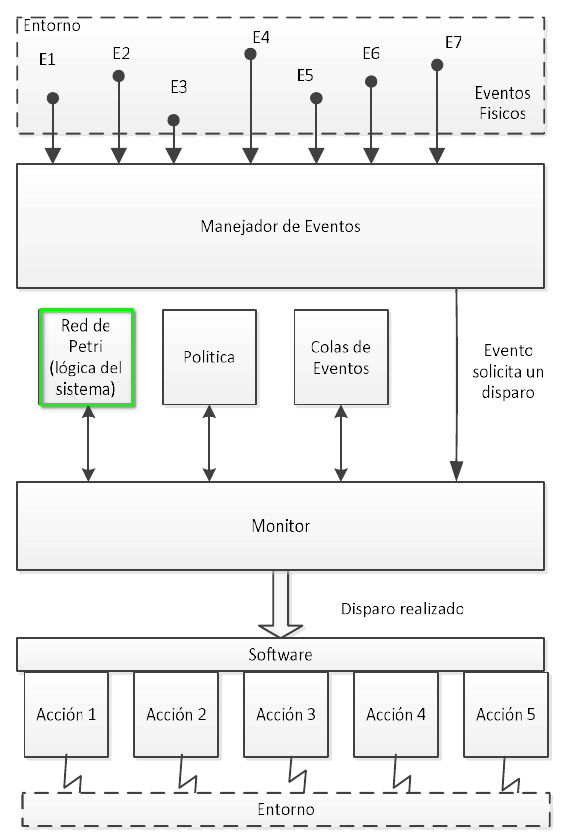 Entorno
E1
E2
E3
E4
E5
E6
E7
Eventos
Fisicos
Manejador de Eventos
Red de
Petri
(lógica del
sistema)
Politica
Colas de
Eventos
Evento
solicita un
disparo
Monitor
Disparo realizado
Software
Acción 1
Acción 2
Acción 3
Acción 4
Acción 5
Entorno